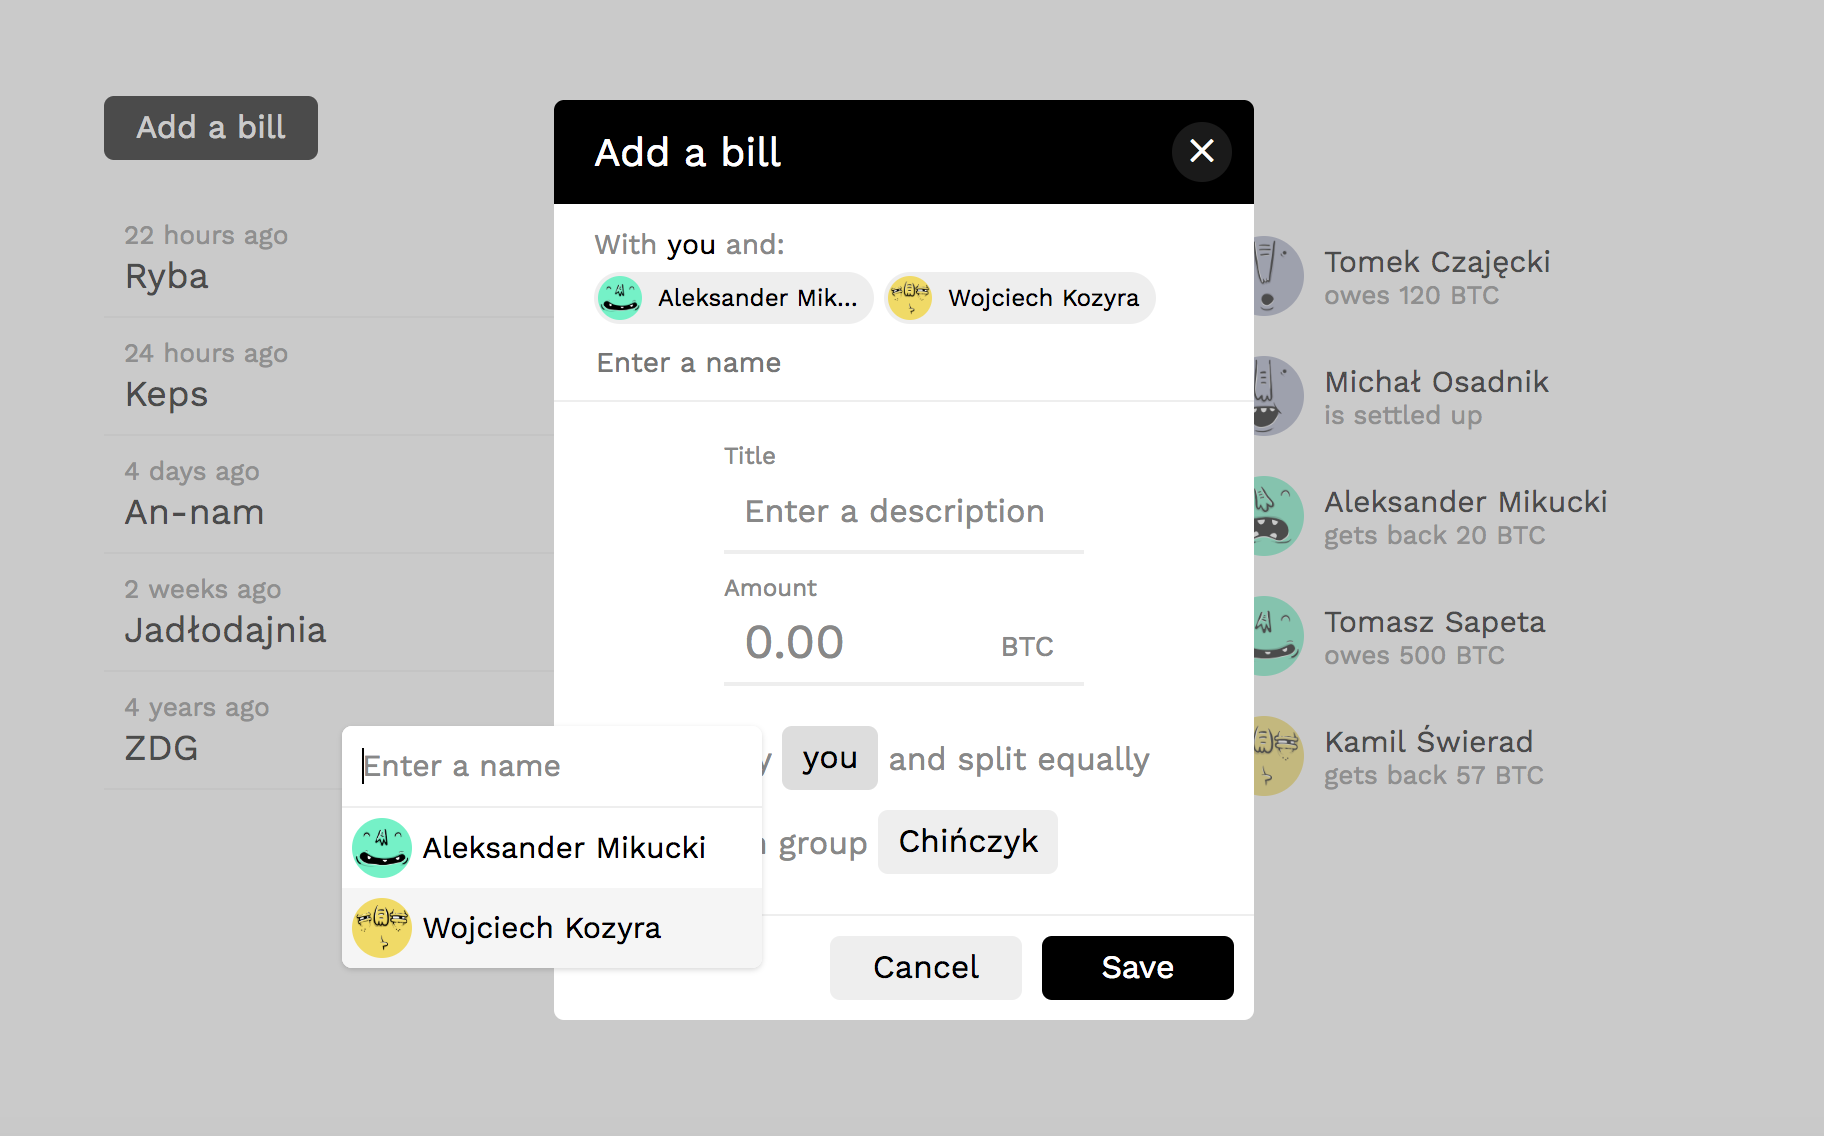 Add a bill
22 hours ago
Ryba
24 hours ago
Keps
4 days ago
An-nam
2 weeks ago
Jadłodajnia
4 years ago
ZDG
Add a bill
With you and:
Aleksander Mik...
Wojciech Kozyra
Enter a name
Title
Enter a description
Amount
0.00 BTC
you and split equally
group Chińczyk
Cancel
Save
Enter a name
Aleksander Mikucki
Wojciech Kozyra
Tomek Czajęcki
owes 120 BTC
Michał Osadnik
is settled up
Aleksander Mikucki
gets back 20 BTC
Tomasz Sapeta
owes 500 BTC
Kamil Świerad
gets back 57 BTC